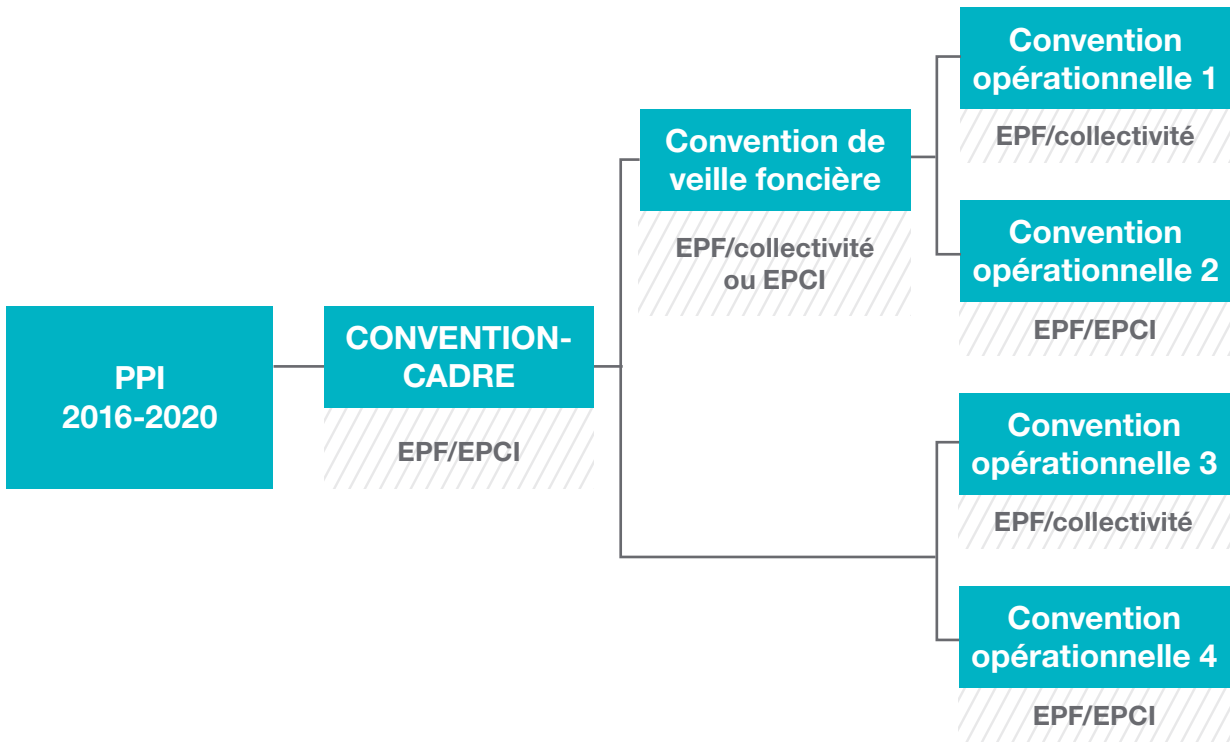 PPI
2016-2020
CONVENTION-
CADRE
EPF/EPCI
Convention de
veille foncière
EPF/collectivité
ou EPCI
Convention
opérationnelle 1
EPF/collectivité
Convention
opérationnelle 2
EPF/EPCI
Convention
opérationnelle 3
EPF/collectivité
Convention
opérationnelle 4
EPF/EPCI